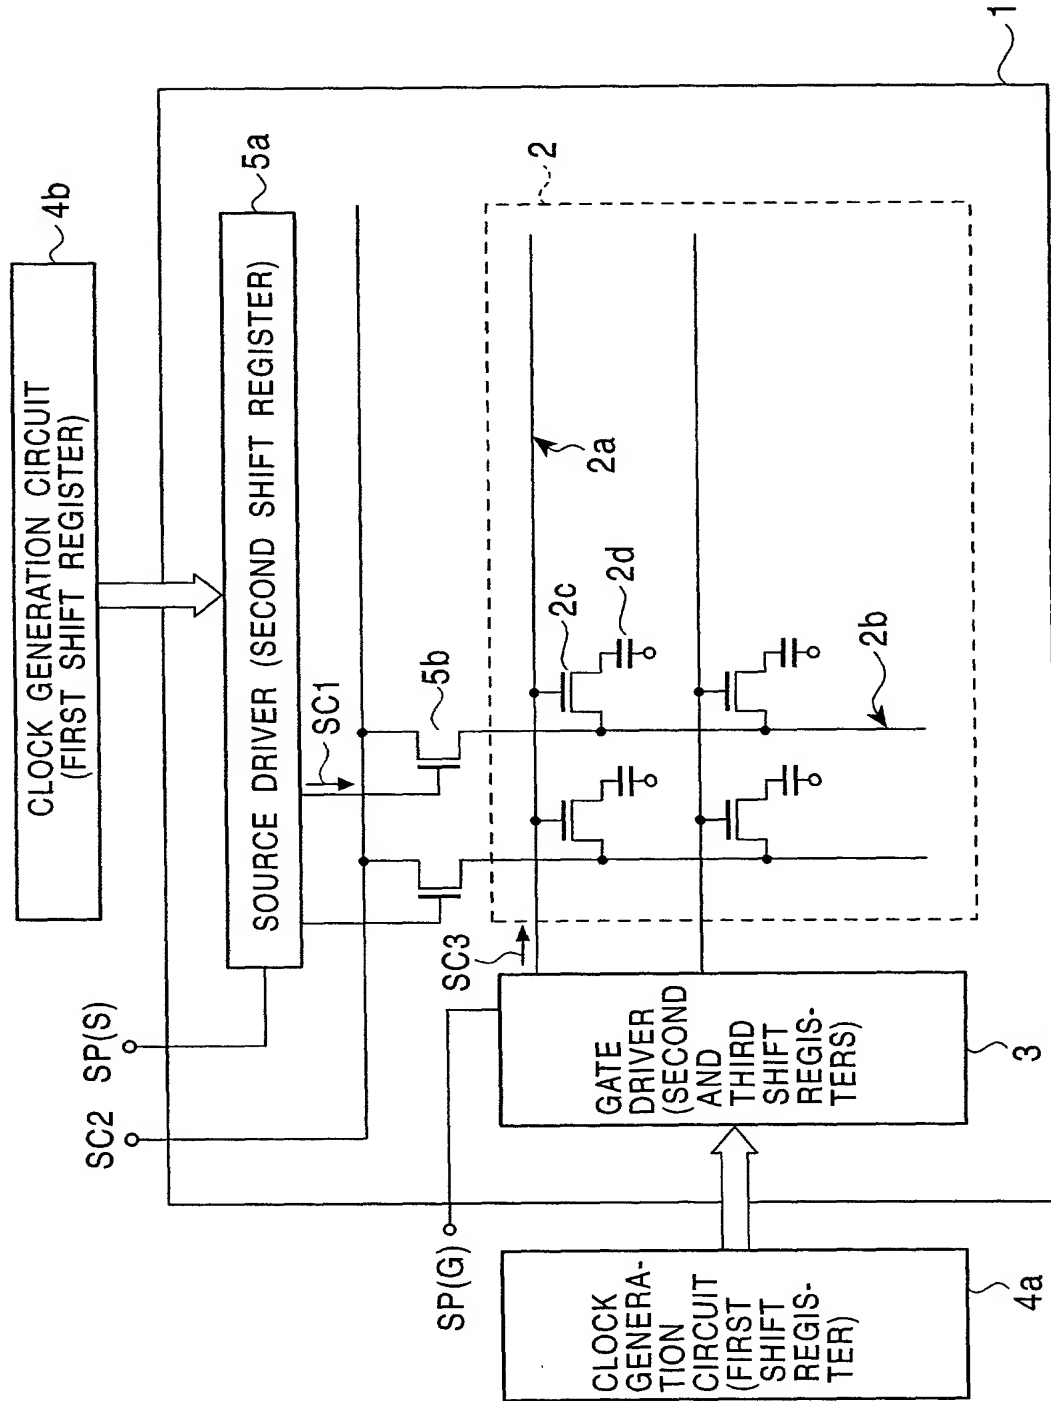 1
CLOCK GENERATION CIRCUIT
(FIRST SHIFT REGISTER)
4b
5a
SOURCE DRIVER (SECOND SHIFT REGISTER)
SP(S)
SC2
SC1
5b
2
2a
2c
2d
2b
SC3
SP(G)
GATE
DRIVER
(SECOND
AND
THIRD
SHIFT
REGIS-
TERS)
3
CLOCK
GENERA-
TION
CIRCUIT
(FIRST
SHIFT
REGIS-
TER)
4a